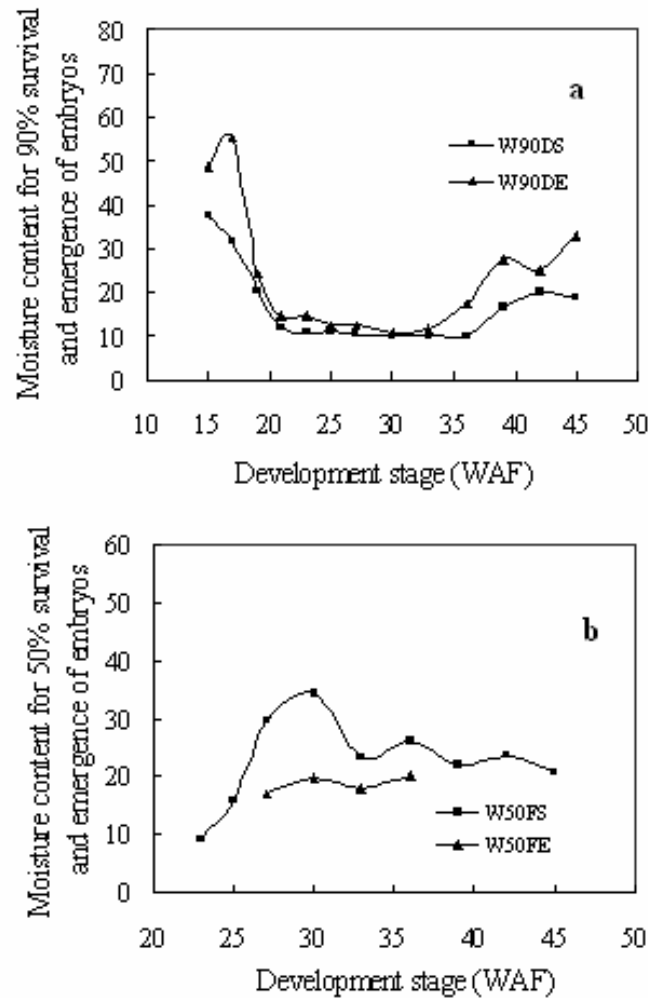 Moisture content for 90% survival
and emergence of embryos
80
70
60
50
40
30
20
10
0
a
W90DS
W90DE
10 15 20 25 30 35 40 45 50
Development stage (WAF)
Moisture content for 50% survival
and emergence of embryos
60
50
40
30
20
10
0
b
W50FS
W50FE
20 25 30 35 40 45 50
Development stage (WAF)